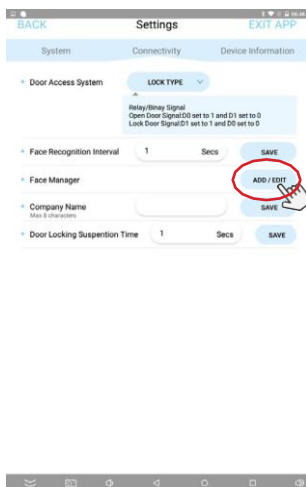 BACK Settings EXIT APP
System Connectivity Device Information
Door Access System LOCK TYPE
Relay/Binay Signal
Open Door Signal:D0 set to 1 and D1 set to 0
Lock Door Signal:D1 set to 1 and D0 set to 0
Face Recognition Interval 1 Secs SAVE
Face Manager ADD / EDIT
Company Name SAVE
Max 8 characters
Door Locking Suspention Time 1 Secs SAVE